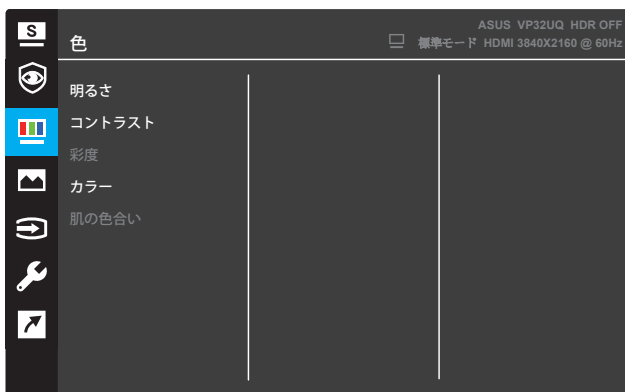 S
ASUS VP32UQ HDR OFF
色
標準モード HDMI 3840X2160 @ 60Hz
明るさ
コントラスト
彩度
カラー
肌の色合い